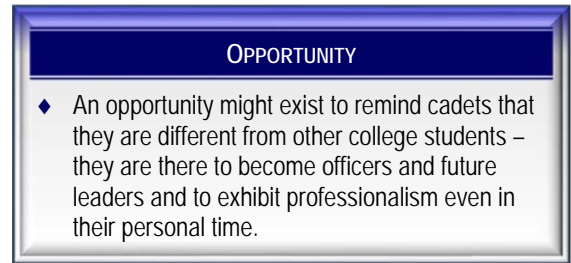 OPPORTUNITY
♦ An opportunity might exist to remind cadets that
they are different from other college students –
they are there to become officers and future
leaders and to exhibit professionalism even in
their personal time.